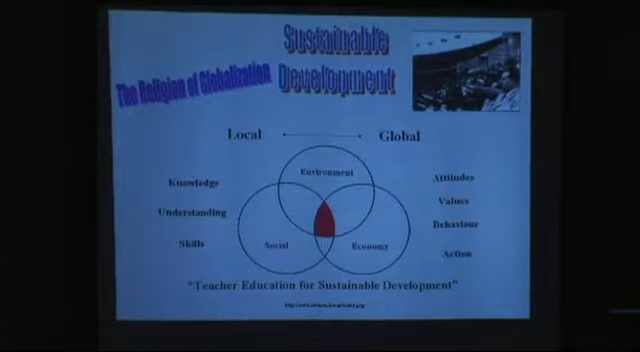 Sustainable
Development
The Religion of Globalization
Local
Global
Environment
Knowledge
Understanding
Skills
Social
Economy
Attitudes
Values
Behaviour
Action
"Teacher Education for Sustainable Development"